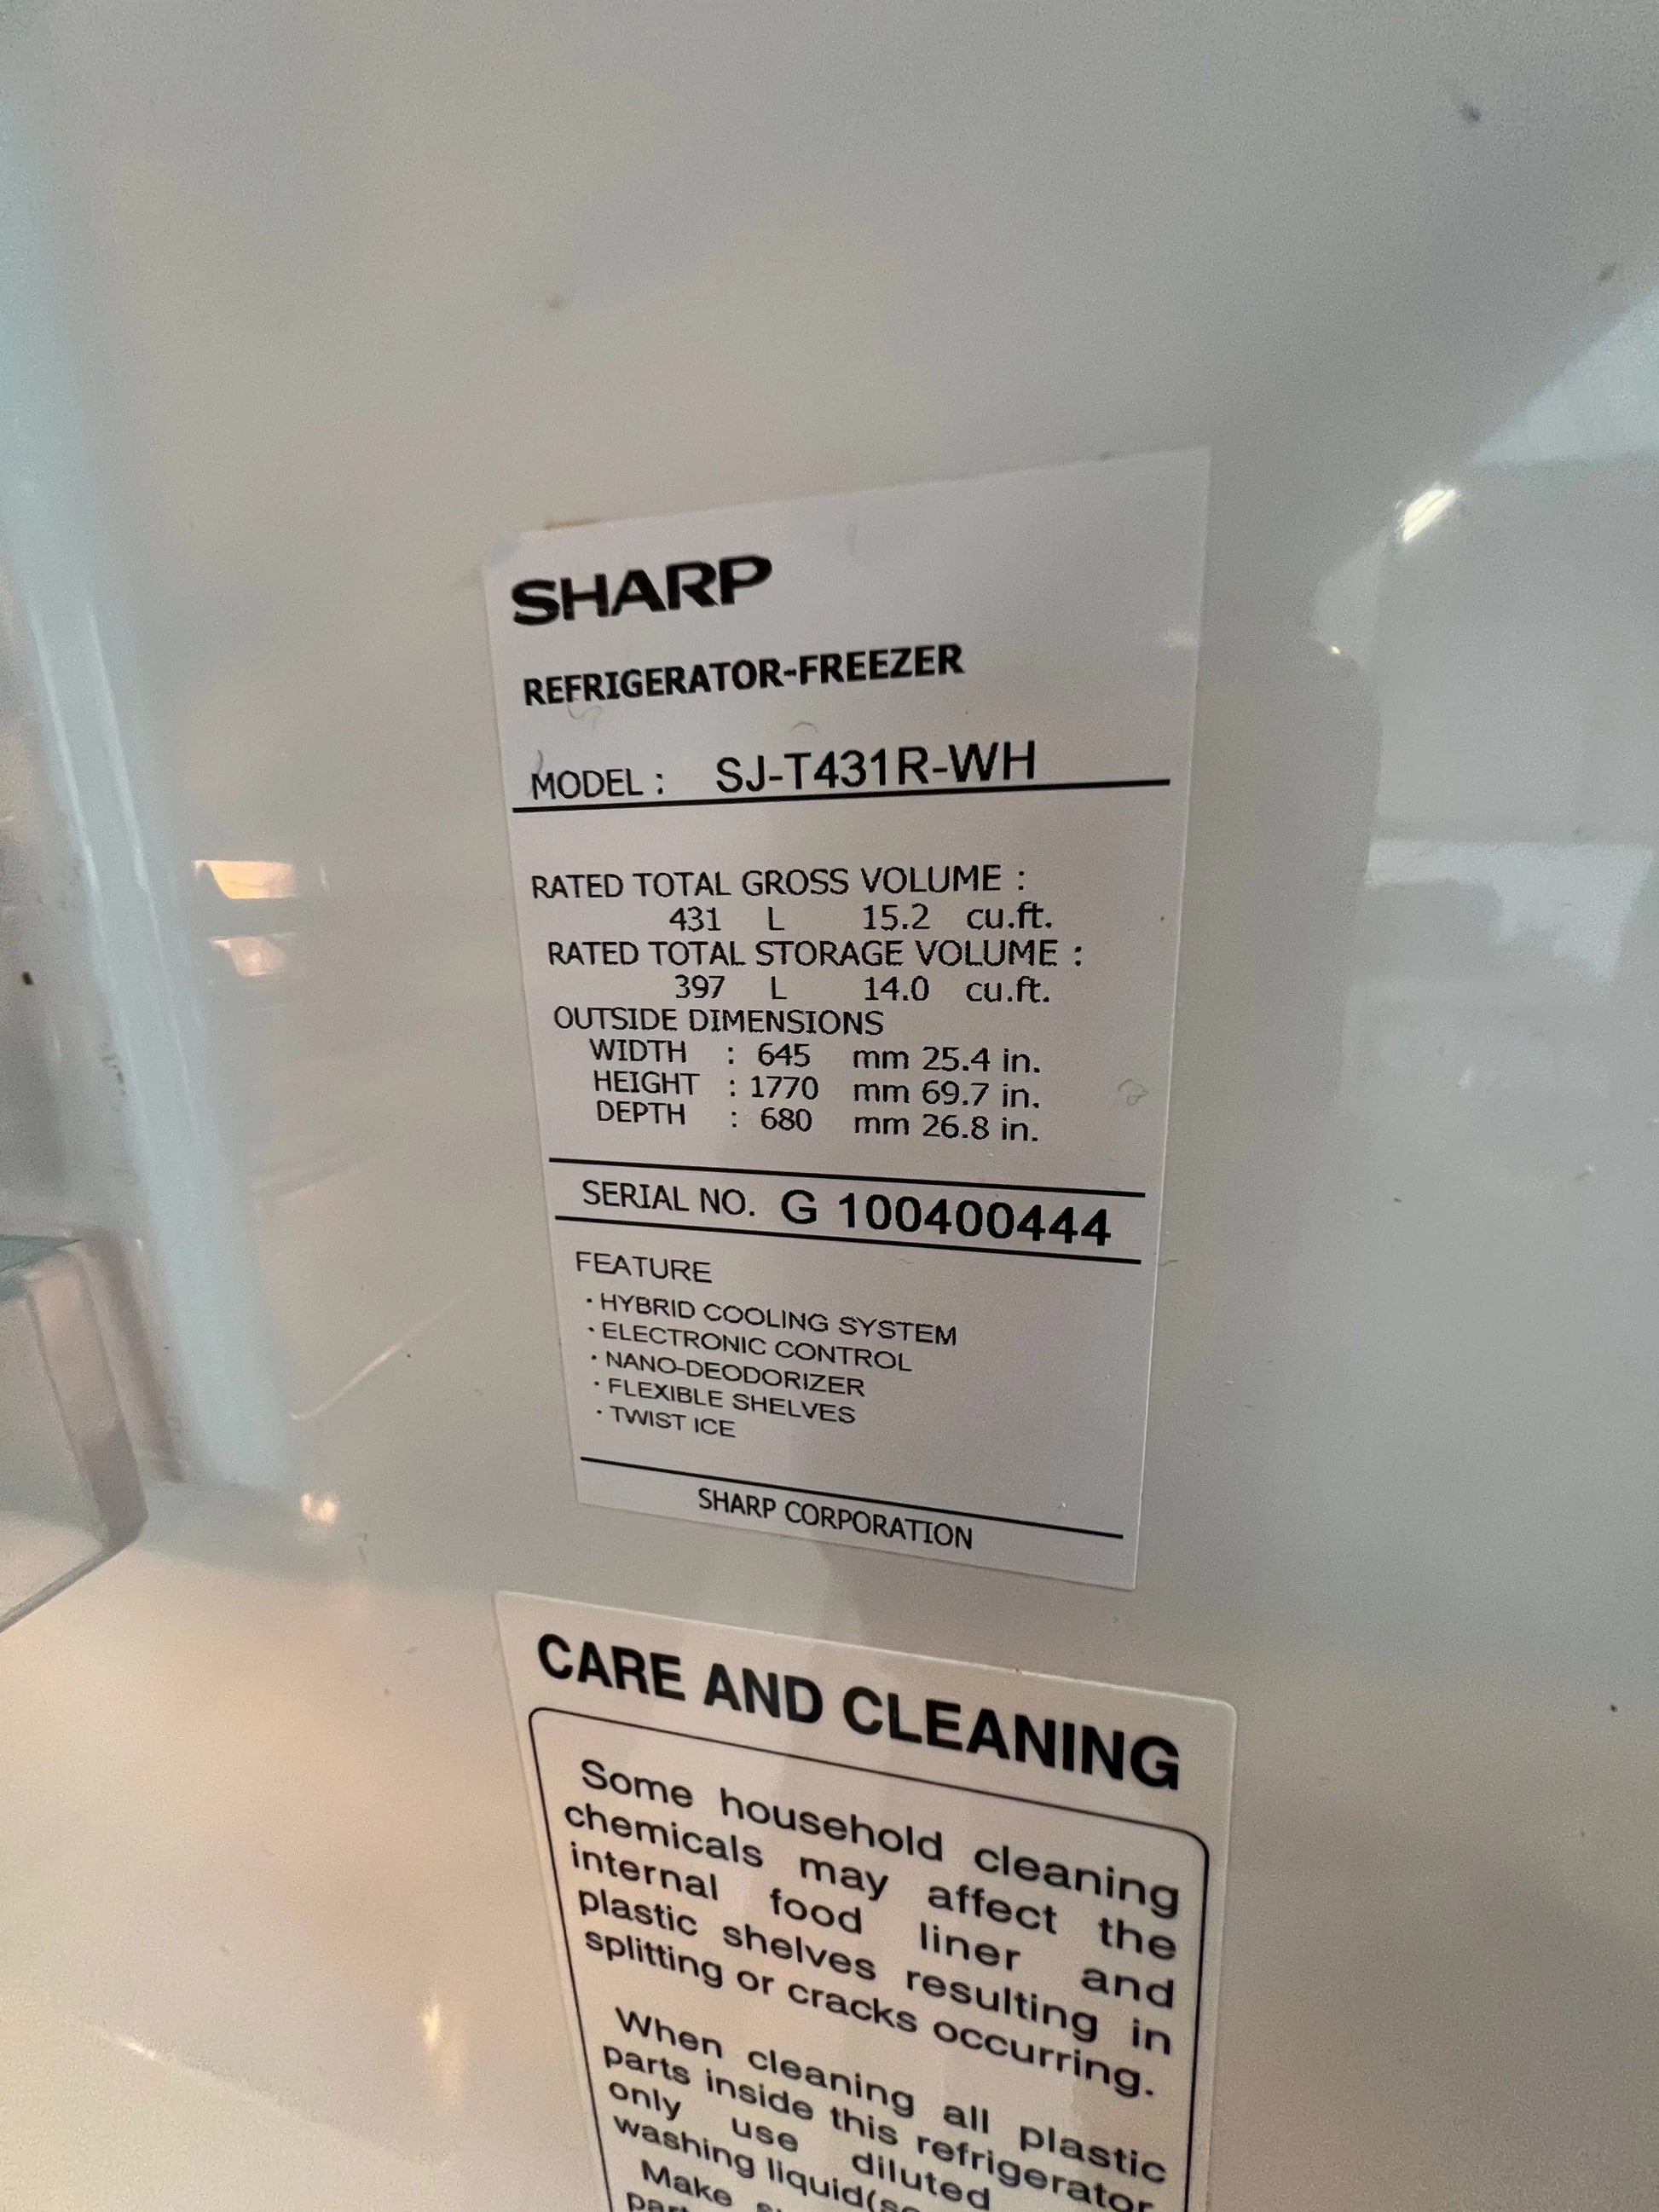 SHARP
REFRIGERATOR-FREEZER
MODEL : SJ-T431R-WH
RATED TOTAL GROSS VOLUME :
431 L 15.2 cu.ft.
RATED TOTAL STORAGE VOLUME :
397 L 14.0 cu.ft.
OUTSIDE DIMENSIONS
WIDTH : 645 mm 25.4 in.
HEIGHT : 1770 mm 69.7 in.
DEPTH : 680 mm 26.8 in.
SERIAL NO. G 100400444
FEATURE
· HYBRID COOLING SYSTEM
· ELECTRONIC CONTROL
· NANO-DEODORIZER
· FLEXIBLE SHELVES
· TWIST ICE
SHARP CORPORATION
CARE AND CLEANING
Some household cleaning
chemicals may affect the
internal food liner and
plastic shelves resulting in
splitting or cracks occurring.
When cleaning all plastic
parts inside this refrigerator
only use diluted
washing liquid
Make